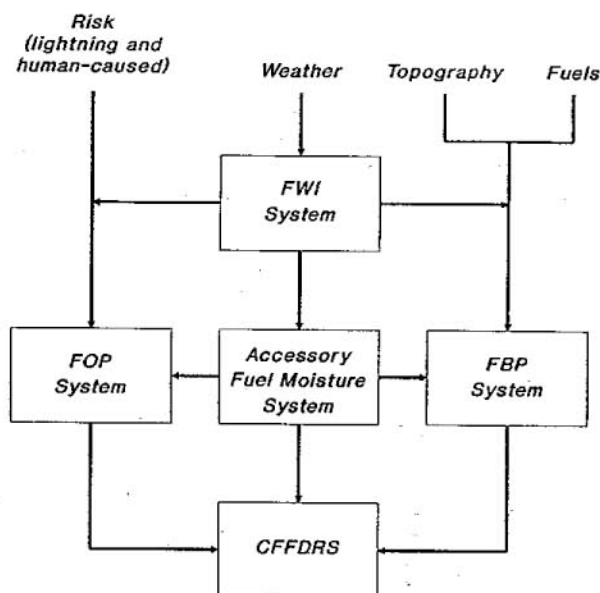 Risk
(lightning and
human-caused)
Weather
Topography
Fuels
FWI
System
FOP
System
Accessory
Fuel Moisture
System
FBP
System
CFFDRS